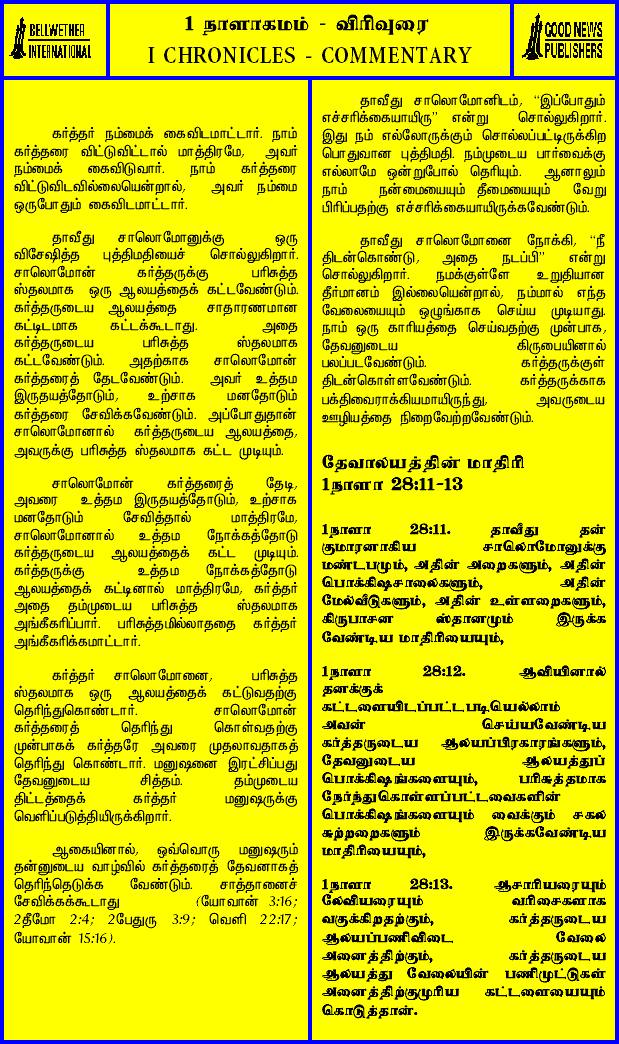 BELLWETHER
INTERNATIONAL
1 நாளாகமம் - விரிவுரை
I CHRONICLES - COMMENTARY
GOOD NEWS
PUBLISHERS
கர்த்தர் நம்மைக் கைவிடமாட்டார். நாம்
கர்த்தரை விட்டுவிட்டால் மாத்திரமே, அவர்
நம்மைக் கைவிடுவார். நாம் கர்த்தரை
விட்டுவிடவில்லையென்றால், அவர் நம்மை
ஒருபோதும் கைவிடமாட்டார்.
தாவீது சாலொமோனுக்கு ஒரு
விசேஷித்த புத்திமதியைச் சொல்லுகிறார்.
சாலொமோன் கர்த்தருக்கு பரிசுத்த
ஸ்தலமாக ஒரு ஆலயத்தைக் கட்டவேண்டும்.
கர்த்தருடைய ஆலயத்தை சாதாரணமான
கட்டிடமாக கட்டக்கூடாது. அதை
கர்த்தருடைய பரிசுத்த ஸ்தலமாக
கட்டவேண்டும். அதற்காக சாலொமோன்
கர்த்தரைத் தேடவேண்டும். அவர் உத்தம
இருதயத்தோடும், உற்சாக மனதோடும்
கர்த்தரை சேவிக்கவேண்டும். அப்போதுதான்
சாலொமோனால் கர்த்தருடைய ஆலயத்தை,
அவருக்கு பரிசுத்த ஸ்தலமாக கட்ட முடியும்.
சாலொமோன் கர்த்தரைத் தேடி,
அவரை உத்தம இருதயத்தோடும், உற்சாக
மனதோடும் சேவித்தால் மாத்திரமே,
சாலொமோனால் உத்தம நோக்கத்தோடு
கர்த்தருடைய ஆலயத்தைக் கட்ட முடியும்.
கர்த்தருக்கு உத்தம நோக்கத்தோடு
ஆலயத்தைக் கட்டினால் மாத்திரமே, கர்த்தர்
அதை தம்முடைய பரிசுத்த ஸ்தலமாக
அங்கீகரிப்பார். பரிசுத்தமில்லாததை கர்த்தர்
அங்கீகரிக்கமாட்டார்.
கர்த்தர் சாலொமோனை, பரிசுத்த
ஸ்தலமாக ஒரு ஆலயத்தைக் கட்டுவதற்கு
தெரிந்துகொண்டார். சாலொமோன்
கர்த்தரைத் தெரிந்து கொள்வதற்கு
முன்பாகக் கர்த்தரே அவரை முதலாவதாகத்
தெரிந்து கொண்டார். மனுஷனை இரட்சிப்பது
தேவனுடைய சித்தம். தம்முடைய
திட்டத்தைக் கர்த்தர் மனுஷருக்கு
வெளிப்படுத்தியிருக்கிறார்.
ஆகையினால், ஒவ்வொரு மனுஷரும்
தன்னுடைய வாழ்வில் கர்த்தரைத் தேவனாகத்
தெரிந்தெடுக்க வேண்டும். சாத்தானைச்
சேவிக்கக்கூடாது (யோவான் 3:16;
2தீமோ 2:4; 2பேதுரு 3:9; வெளி 22:17;
யோவான் 15:16).
தாவீது சாலொமோனிடம், “இப்போதும்
எச்சரிக்கையாயிரு” என்று சொல்லுகிறார்.
இது நம் எல்லோருக்கும் சொல்லப்பட்டிருக்கிற
பொதுவான புத்திமதி. நம்முடைய பார்வைக்கு
எல்லாமே ஒன்றுபோல் தெரியும். ஆனாலும்
நாம் நன்மையையும் தீமையையும் வேறு
பிரிப்பதற்கு எச்சரிக்கையாயிருக்கவேண்டும்.
தாவீது சாலொமோனை நோக்கி, “நீ
திடன்கொண்டு, அதை நடப்பி” என்று
சொல்லுகிறார். நமக்குள்ளே உறுதியான
தீர்மானம் இல்லையென்றால், நம்மால் எந்த
வேலையையும் ஒழுங்காக செய்ய முடியாது.
நாம் ஒரு காரியத்தை செய்வதற்கு முன்பாக,
தேவனுடைய கிருபையினால்
பலப்படவேண்டும். கர்த்தருக்குள்
திடன்கொள்ளவேண்டும். கர்த்தருக்காக
பக்திவைராக்கியமாயிருந்து, அவருடைய
ஊழியத்தை நிறைவேற்றவேண்டும்.
தேவாலயத்தின் மாதிரி
1நாளா 28:11-13
1நாளா 28:11. தாவீது தன்
குமாரனாகிய சாலொமோனுக்கு
மண்டபமும், அதின் அறைகளும், அதின்
பொக்கிஷசாலைகளும், அதின்
மேல்வீடுகளும், அதின் உள்ளறைகளும்,
கிருபாசன ஸ்தானமும் இருக்க
வேண்டிய மாதிரியையும்,
1நாளா 28:12. ஆவியினால்
தனக்குக்
கட்டளையிடப்பட்டபடியெல்லாம்
அவன் செய்யவேண்டிய
கர்த்தருடைய ஆலயப்பிரகாரங்களும்,
தேவனுடைய ஆலயத்துப்
பொக்கிஷங்களையும், பரிசுத்தமாக
நேர்ந்துகொள்ளப்பட்டவைகளின்
பொக்கிஷங்களையும் வைக்கும் சகல
சுற்றறைகளும் இருக்கவேண்டிய
மாதிரியையும்,
1நாளா 28:13. ஆசாரியரையும்
லேவியரையும் வரிசைகளாக
வகுக்கிறதற்கும், கர்த்தருடைய
ஆலயப்பணிவிடை வேலை
அனைத்திற்கும், கர்த்தருடைய
ஆலயத்து வேலையின் பணிமுட்டுகள்
அனைத்திற்குமுரிய கட்டளையையும்
கொடுத்தான்.